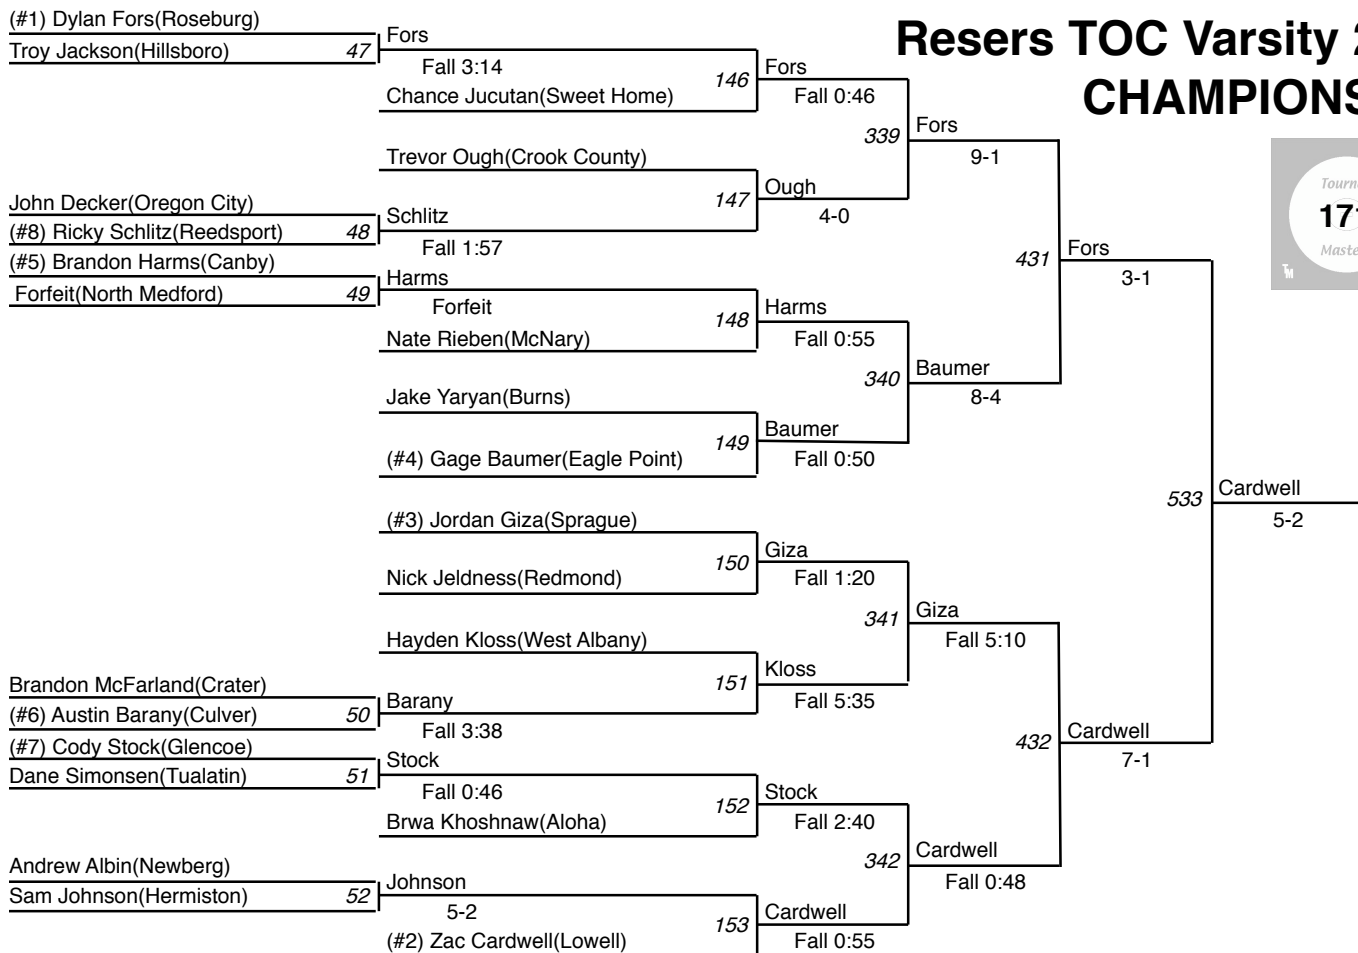 (#1) Dylan Fors(Roseburg)
Troy Jackson(Hillsboro)
47
Fors
Fall 3:14
Chance Jucutan(Sweet Home)
146
Fors
Fall 0:46
Resers TOC Varsity
CHAMPIONS
339
Fors
9-1
Trevor Ough(Crook County)
147
Ough
4-0
John Decker(Oregon City)
(#8) Ricky Schlitz(Reedsport)
48
Schlitz
Fall 1:57
(#5) Brandon Harms(Canby)
Forfeit(North Medford)
49
Harms
Forfeit
Nate Rieben(McNary)
148
Harms
Fall 0:55
431
Fors
3-1
340
Baumer
8-4
Jake Yaryan(Burns)
(#4) Gage Baumer(Eagle Point)
149
Baumer
Fall 0:50
533
Cardwell
5-2
(#3) Jordan Giza(Sprague)
Nick Jeldness(Redmond)
150
Giza
Fall 1:20
341
Giza
Fall 5:10
Hayden Kloss(West Albany)
151
Kloss
Fall 5:35
Brandon McFarland(Crater)
(#6) Austin Barany(Culver)
50
Barany
Fall 3:38
432
Cardwell
7-1
(#7) Cody Stock(Glencoe)
Dane Simonsen(Tualatin)
51
Stock
Fall 0:46
Brwa Khoshnaw(Aloha)
152
Stock
Fall 2:40
342
Cardwell
Fall 0:48
Andrew Albin(Newberg)
Sam Johnson(Hermiston)
52
Johnson
5-2
(#2) Zac Cardwell(Lowell)
153
Cardwell
Fall 0:55
Tourn
171
Maste
TM